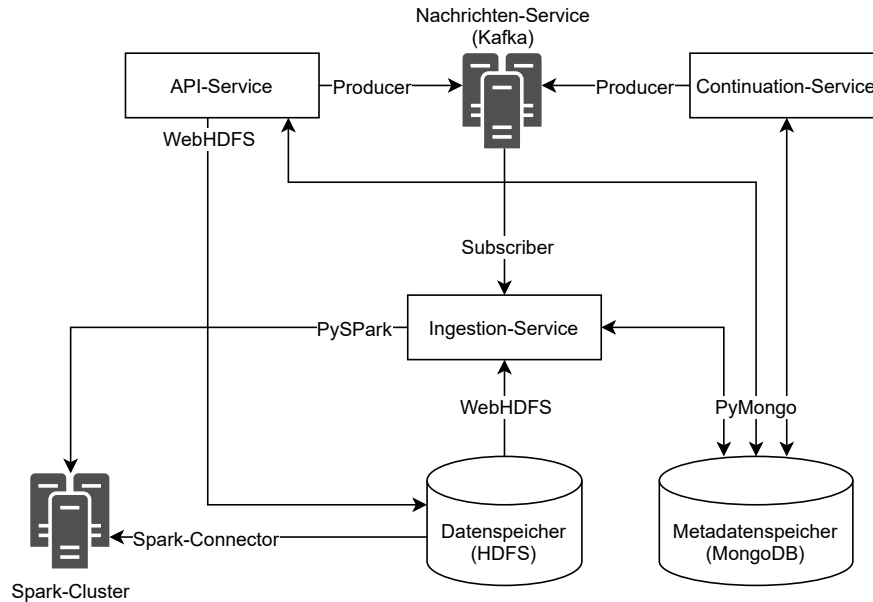 Nachrichten-Service
(Kafka)
API-Service
Producer
Producer
Continuation-Service
WebHDFS
Subscriber
PySPark
Ingestion-Service
WebHDFS
PyMongo
Datenspeicher
(HDFS)
Metadatenspeicher
(MongoDB)
Spark-Connector
Spark-Cluster